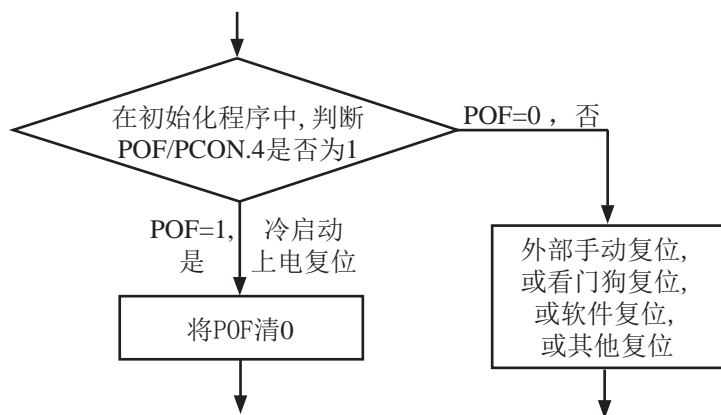 在初始化程序中,判断
POF/PCON.4是否为1
POF=0 ，否
POF=1,
是
冷启动
上电复位
将POF清0
外部手动复位,
或看门狗复位,
或软件复位,
或其他复位